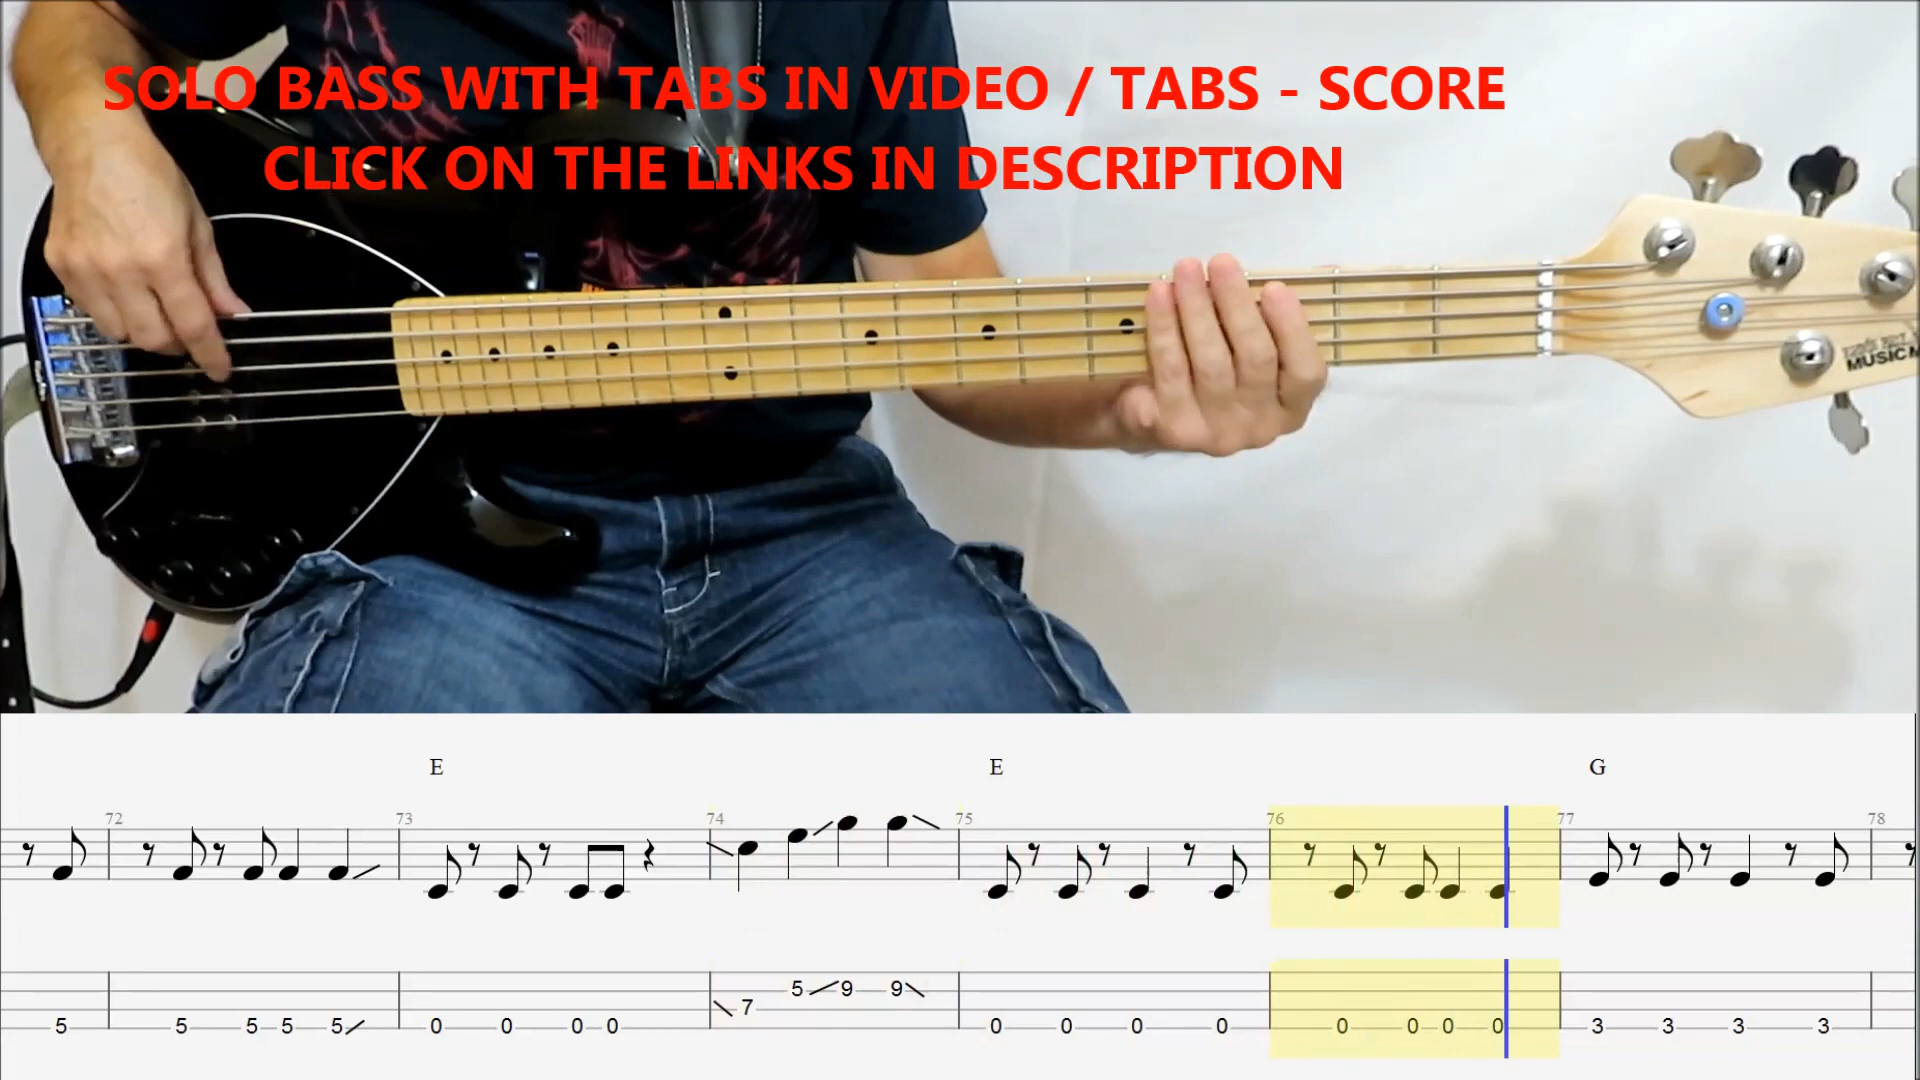 SOLO BASS WITH TABS IN VIDEO / TABS - SCORE
CLICK ON THE LINKS IN DESCRIPTION
MUSIC M
E E G
72 73 74 75 76 77 78
5 5 5 5 5 0 0 0 0 7 5 9 9 0 0 0 0 0 0 0 0 3 3 3 3